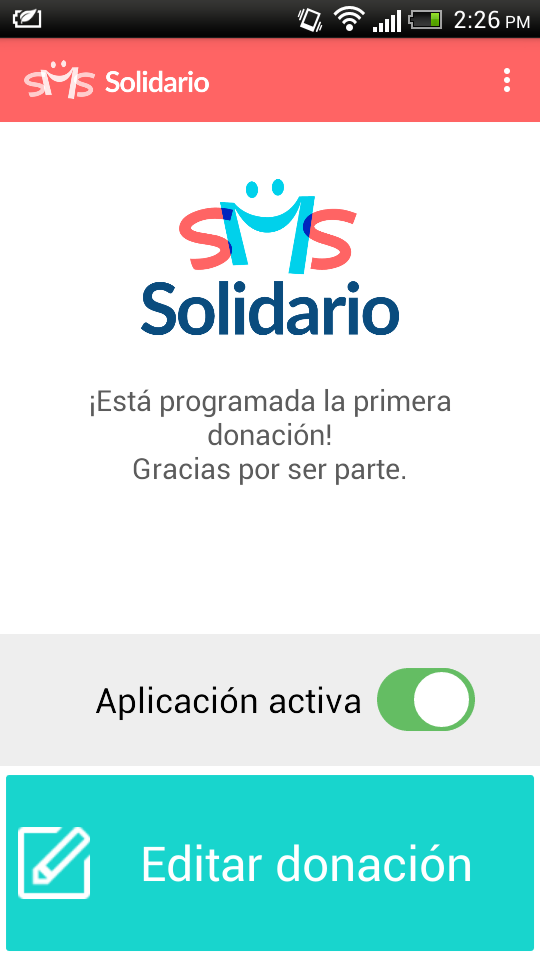 2:26 PM
SMS Solidario
SMS
Solidario
¡Está programada la primera
donación!
Gracias por ser parte.
Aplicación activa
Editar donación